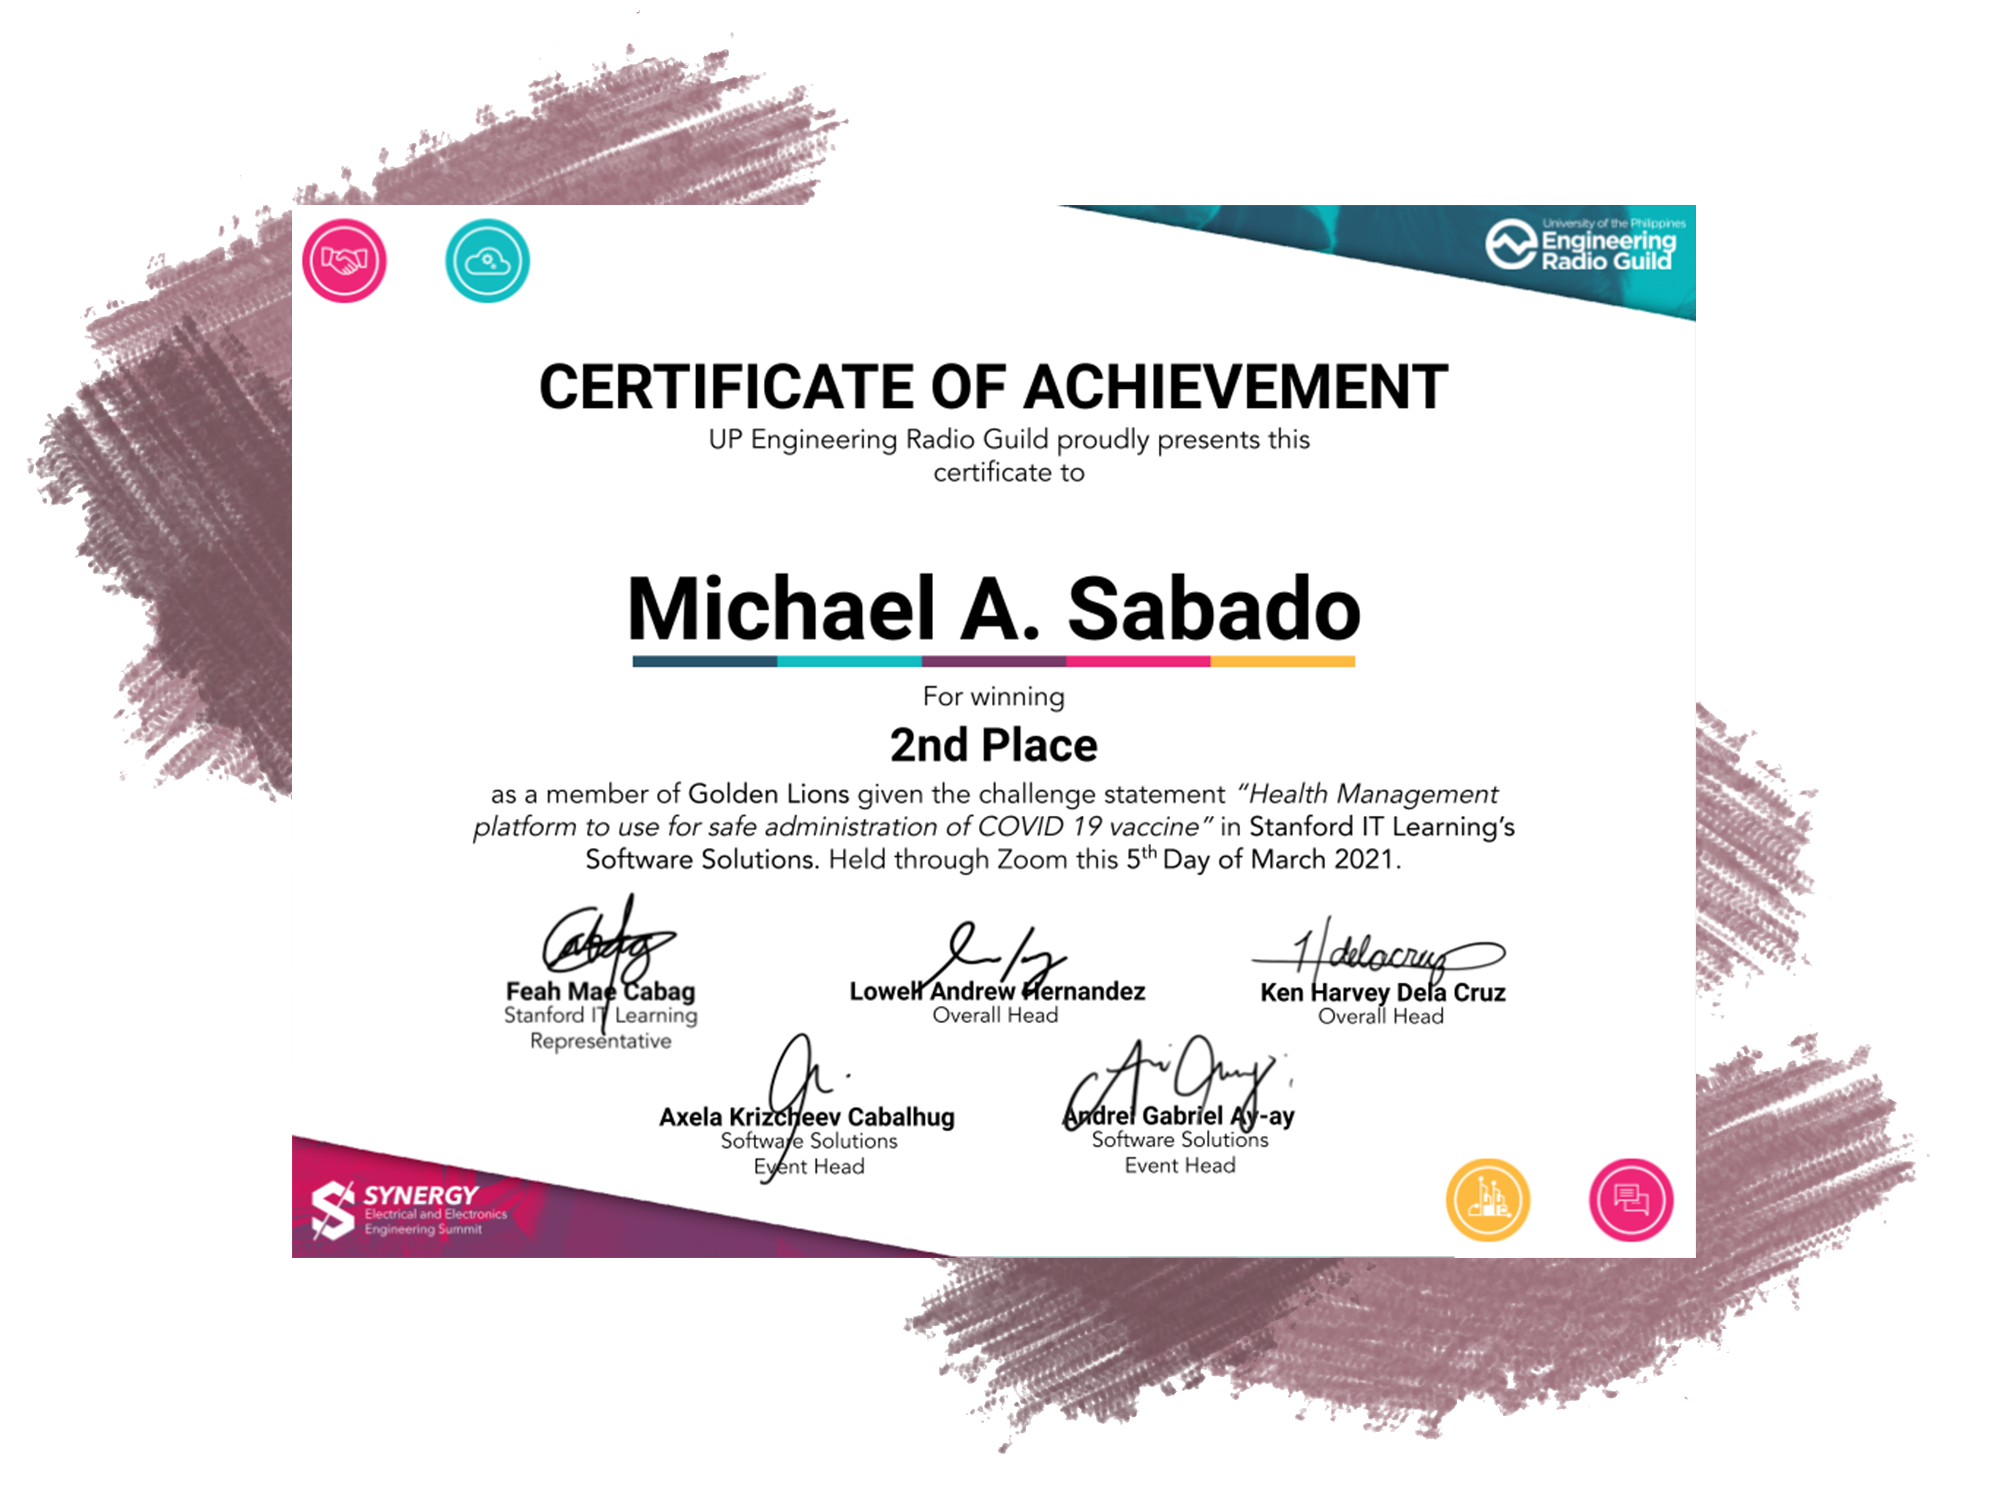 University of the Philippines
Engineering
Radio Guild
CERTIFICATE OF ACHIEVEMENT
UP Engineering Radio Guild proudly presents this
certificate to
Michael A. Sabado
For winning
2nd Place
as a member of Golden Lions given the challenge statement “Health Management
platform to use for safe administration of COVID 19 vaccine” in Stanford IT Learning’s
Software Solutions. Held through Zoom this 5th Day of March 2021.
Cabag
Hdelacruz
Feah Mae Cabag
Stanford IT Learning
Representative
Lowell Andrew Hernandez
Overall Head
Ken Harvey Dela Cruz
Overall Head
Axela Krizcheev Cabalhug
Software Solutions
Event Head
Andrei Gabriel Ay-ay
Software Solutions
Event Head
SYNERGY
Electrical and Electronics
Engineering Summit